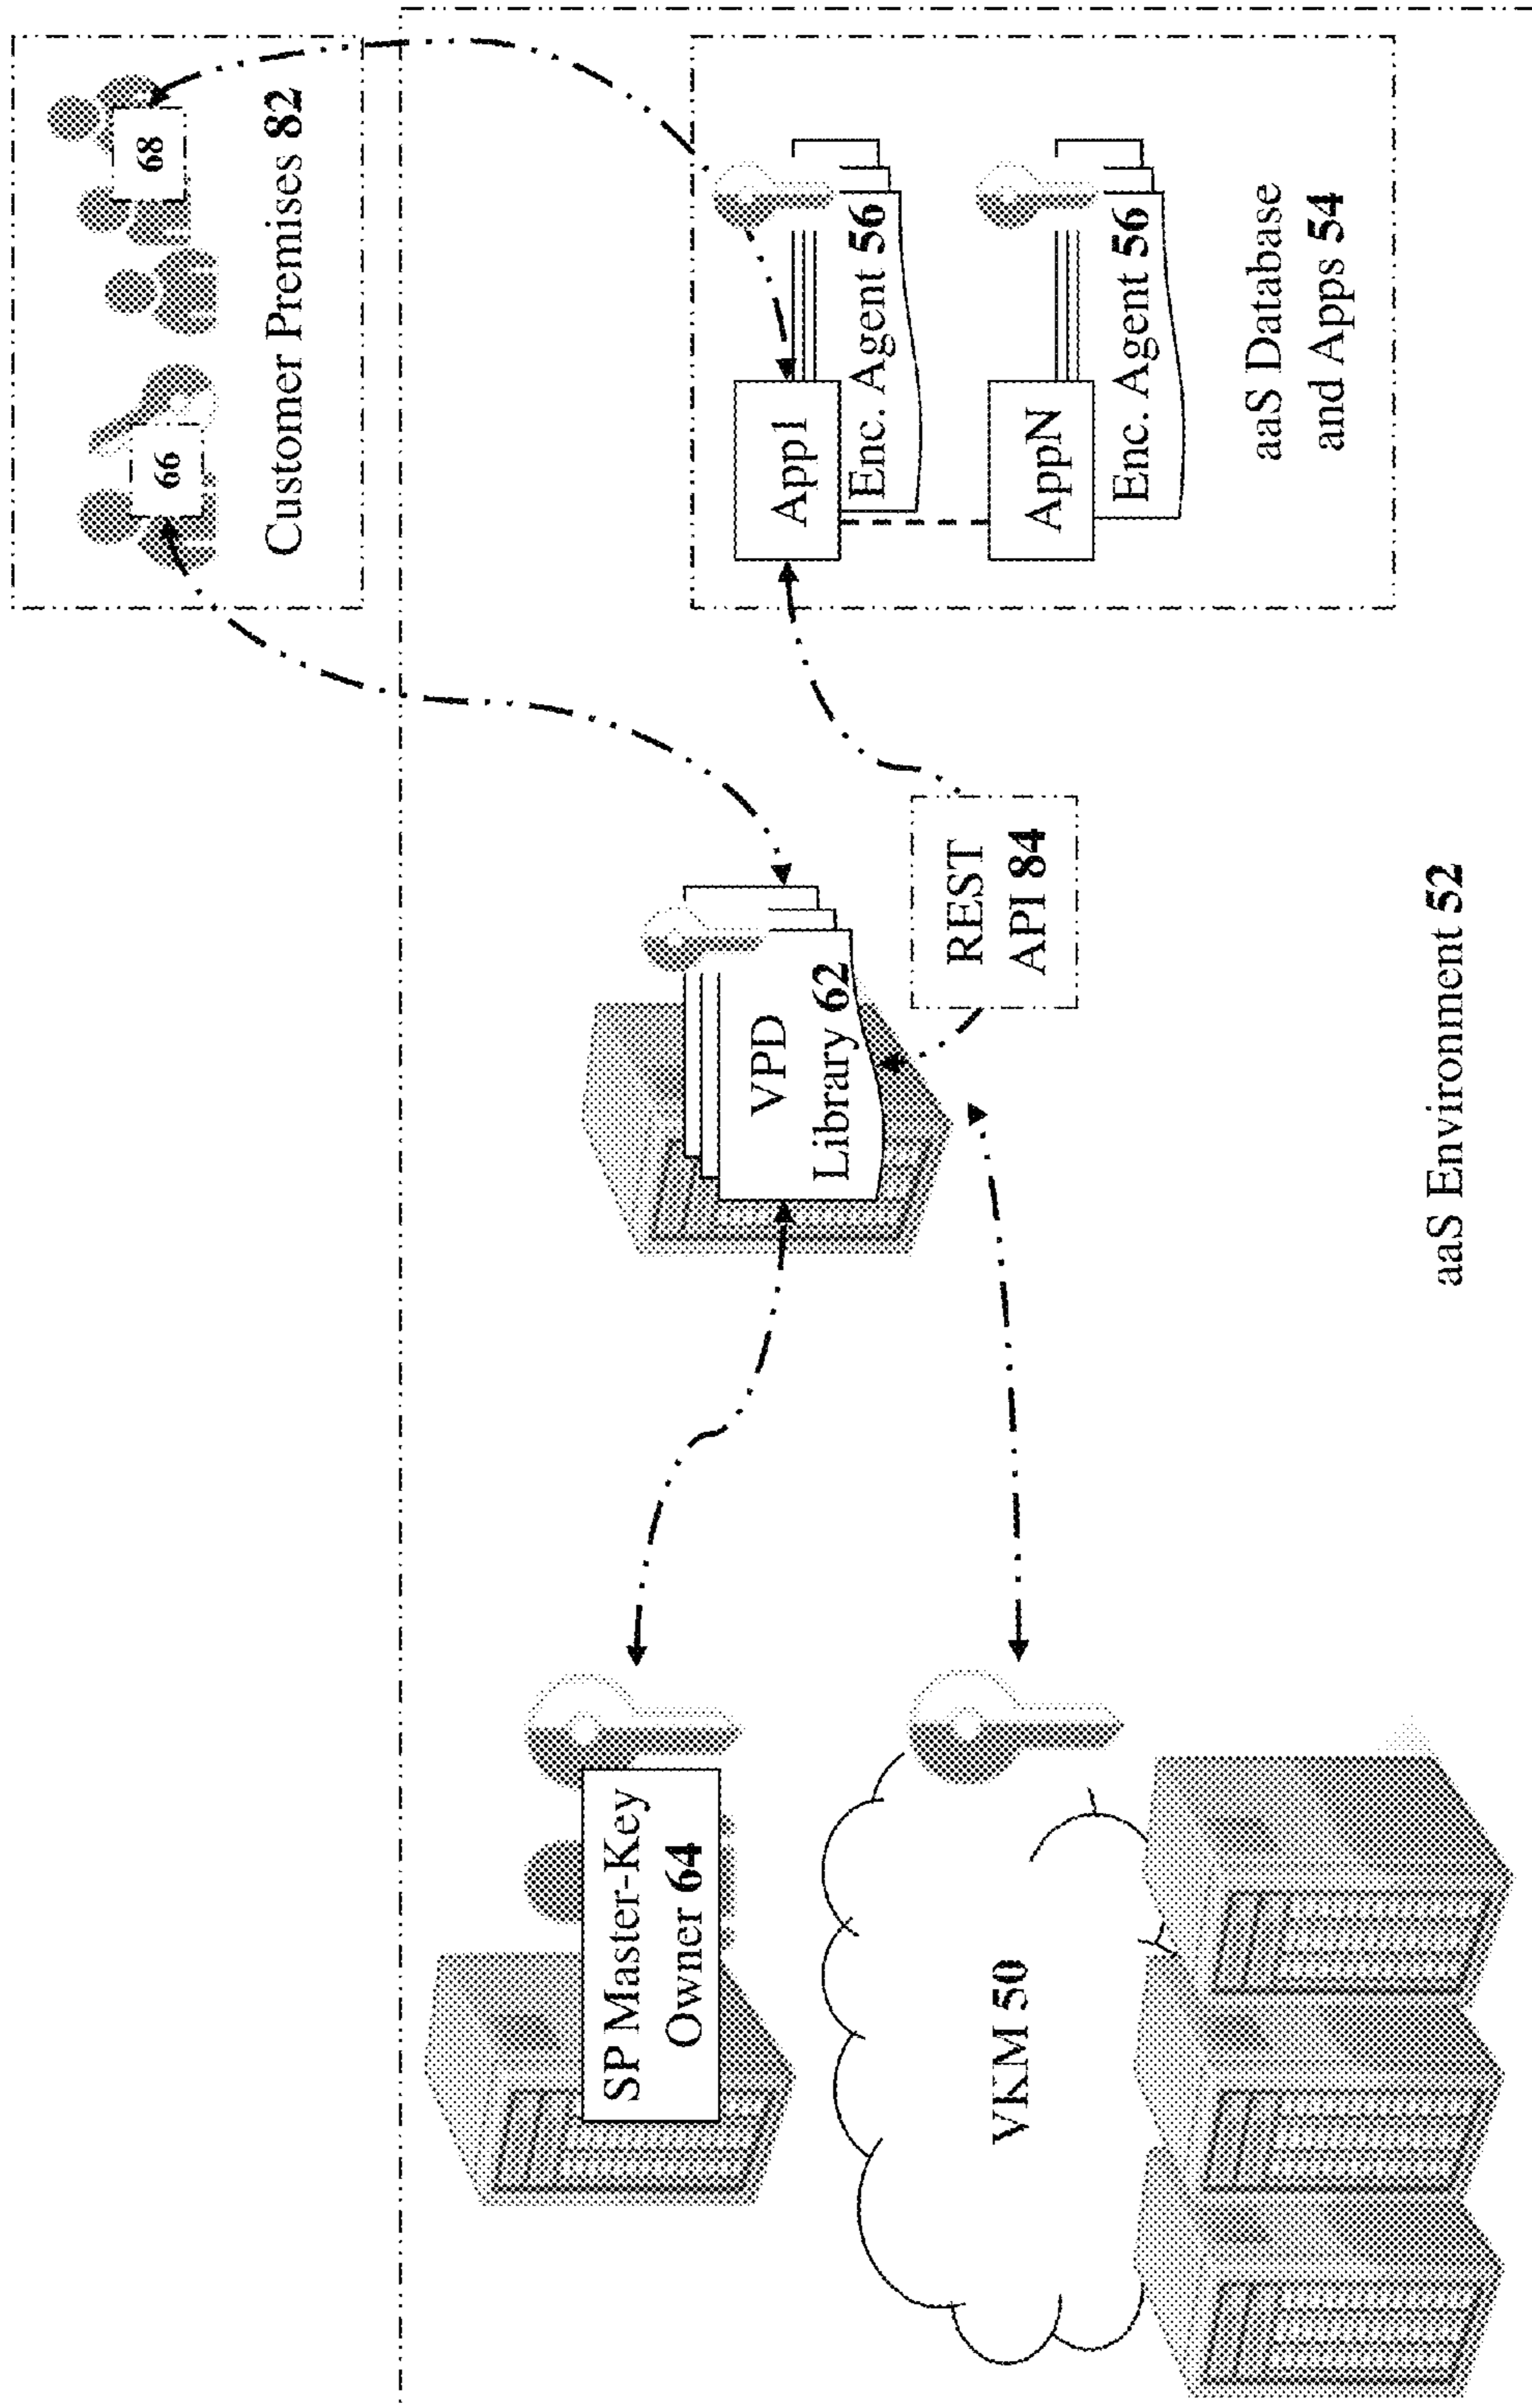 66
68
Customer Premises 82
SP Master-Key
Owner 64
VPD
Library 62
App1
Enc. Agent 56
VKM 50
REST
API 84
AppN
Enc. Agent 56
aaS Database
and Apps 54
aaS Environment 52